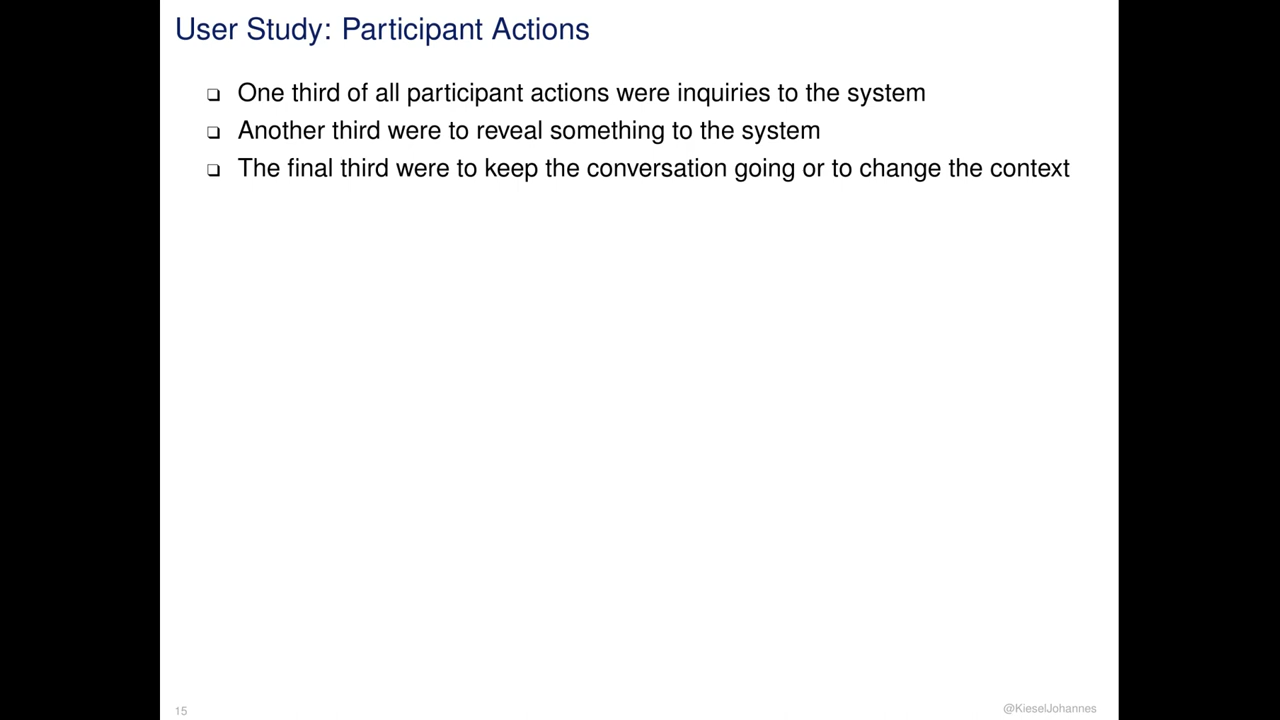 User Study: Participant Actions
❏ One third of all participant actions were inquiries to the system
❏ Another third were to reveal something to the system
❏ The final third were to keep the conversation going or to change the context
15
@KieselJohannes